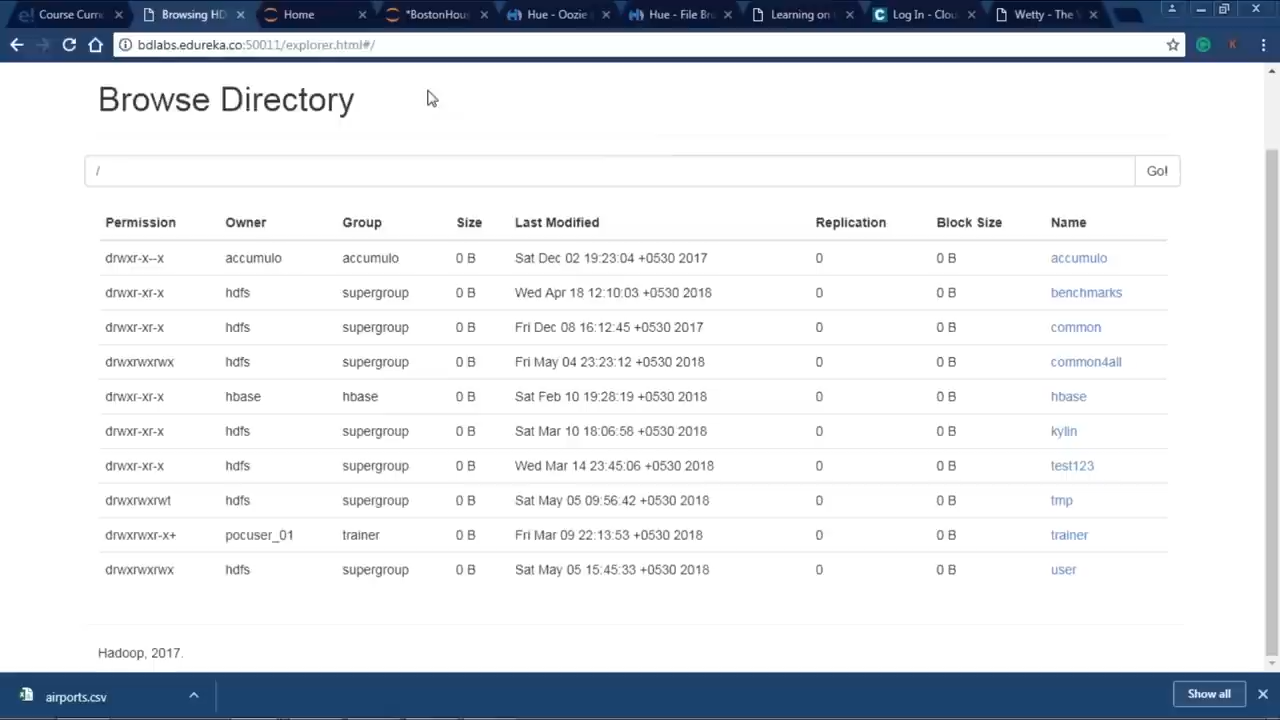 Course Curric
Browsing HD
Home
*BostonHous
Hue - Oozie
Hue - File Br
Learning on
Log In - Clou
Wetty - The V
bdlabs.edureka.co:50011/explorer.html#/
K
Browse Directory
/ Go!
Permission Owner Group Size Last Modified Replication Block Size Name
drwxr-x--x accumulo accumulo 0 B Sat Dec 02 19:23:04 +0530 2017 0 0 B accumulo
drwxr-xr-x hdfs supergroup 0 B Wed Apr 18 12:10:03 +0530 2018 0 0 B benchmarks
drwxr-xr-x hdfs supergroup 0 B Fri Dec 08 16:12:45 +0530 2017 0 0 B common
drwxrwxrwx hdfs supergroup 0 B Fri May 04 23:23:12 +0530 2018 0 0 B common4all
drwxr-xr-x hbase hbase 0 B Sat Feb 10 19:28:19 +0530 2018 0 0 B hbase
drwxr-xr-x hdfs supergroup 0 B Sat Mar 10 18:06:58 +0530 2018 0 0 B kylin
drwxr-xr-x hdfs supergroup 0 B Wed Mar 14 23:45:06 +0530 2018 0 0 B test123
drwxrwxrwt hdfs supergroup 0 B Sat May 05 09:56:42 +0530 2018 0 0 B tmp
drwxrwxr-x+ pocuser_01 trainer 0 B Fri Mar 09 22:13:53 +0530 2018 0 0 B trainer
drwxrwxrwx hdfs supergroup 0 B Sat May 05 15:45:33 +0530 2018 0 0 B user
Hadoop, 2017.
airports.csv Show all